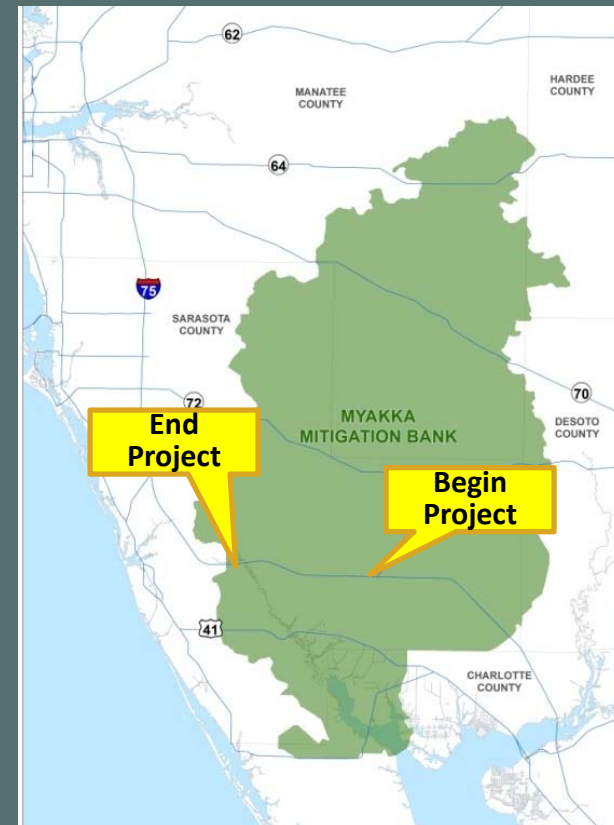 62
MANATEE
COUNTY
HARDEE
COUNTY
64
75
SARASOTA
COUNTY
72
70
MYAKKA
MITIGATION BANK
DESOTO
COUNTY
End
Project
Begin
Project
41
CHARLOTTE
COUNTY